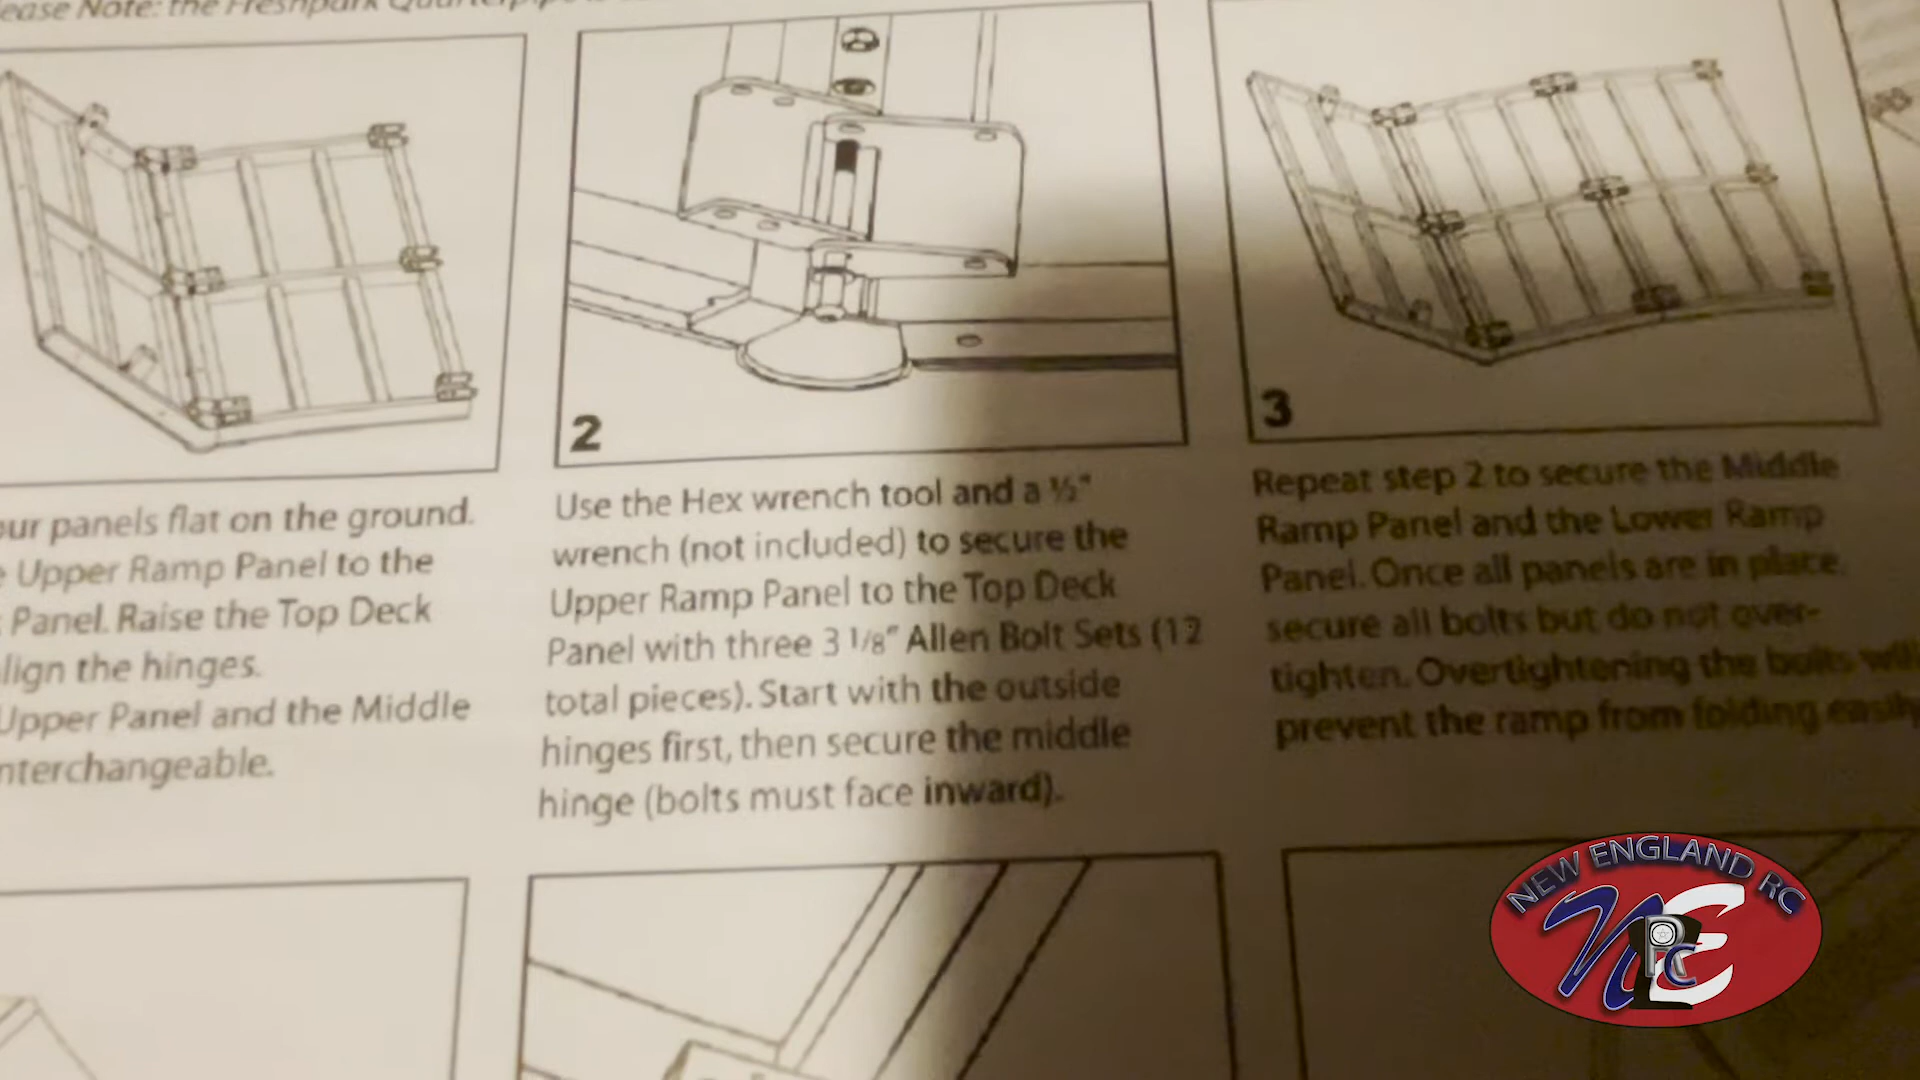 ease Note: the Freshpark Quarterpipe
our panels flat on the ground.
e Upper Ramp Panel to the
Panel. Raise the Top Deck
lign the hinges.
Upper Panel and the Middle
nterchangeable.
2
Use the Hex wrench tool and a ½"
wrench (not included) to secure the
Upper Ramp Panel to the Top Deck
Panel with three 3 1/8" Allen Bolt Sets (12
total pieces). Start with the outside
hinges first, then secure the middle
hinge (bolts must face inward).
3
Repeat step 2 to secure the Middle
Ramp Panel and the Lower Ramp
Panel. Once all panels are in place,
secure all bolts but do not over-
tighten. Overtightening the bolts will
prevent the ramp from folding easily
NEW ENGLAND RC
NE
RC